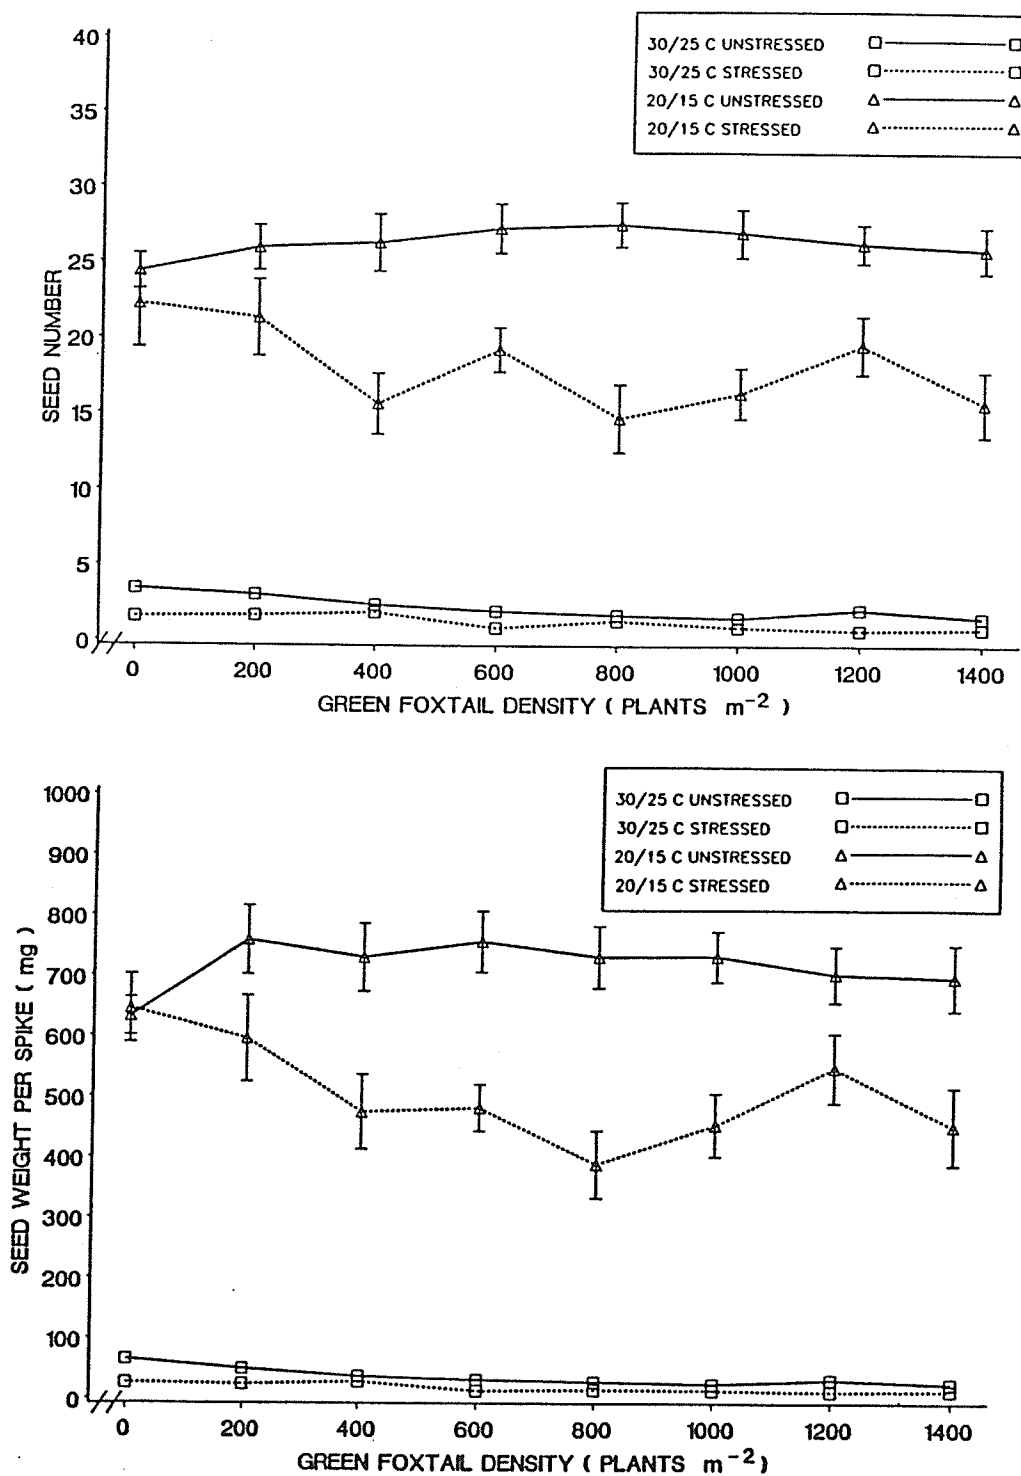 40
35
30
25
20
15
10
5
0
SEED NUMBER
30/25 C UNSTRESSED
30/25 C STRESSED
20/15 C UNSTRESSED
20/15 C STRESSED
0 200 400 600 800 1000 1200 1400
GREEN FOXTAIL DENSITY ( PLANTS m⁻² )
1000
900
800
700
600
500
400
300
200
100
0
SEED WEIGHT PER SPIKE ( mg )
30/25 C UNSTRESSED
30/25 C STRESSED
20/15 C UNSTRESSED
20/15 C STRESSED
0 200 400 600 800 1000 1200 1400
GREEN FOXTAIL DENSITY ( PLANTS m⁻² )